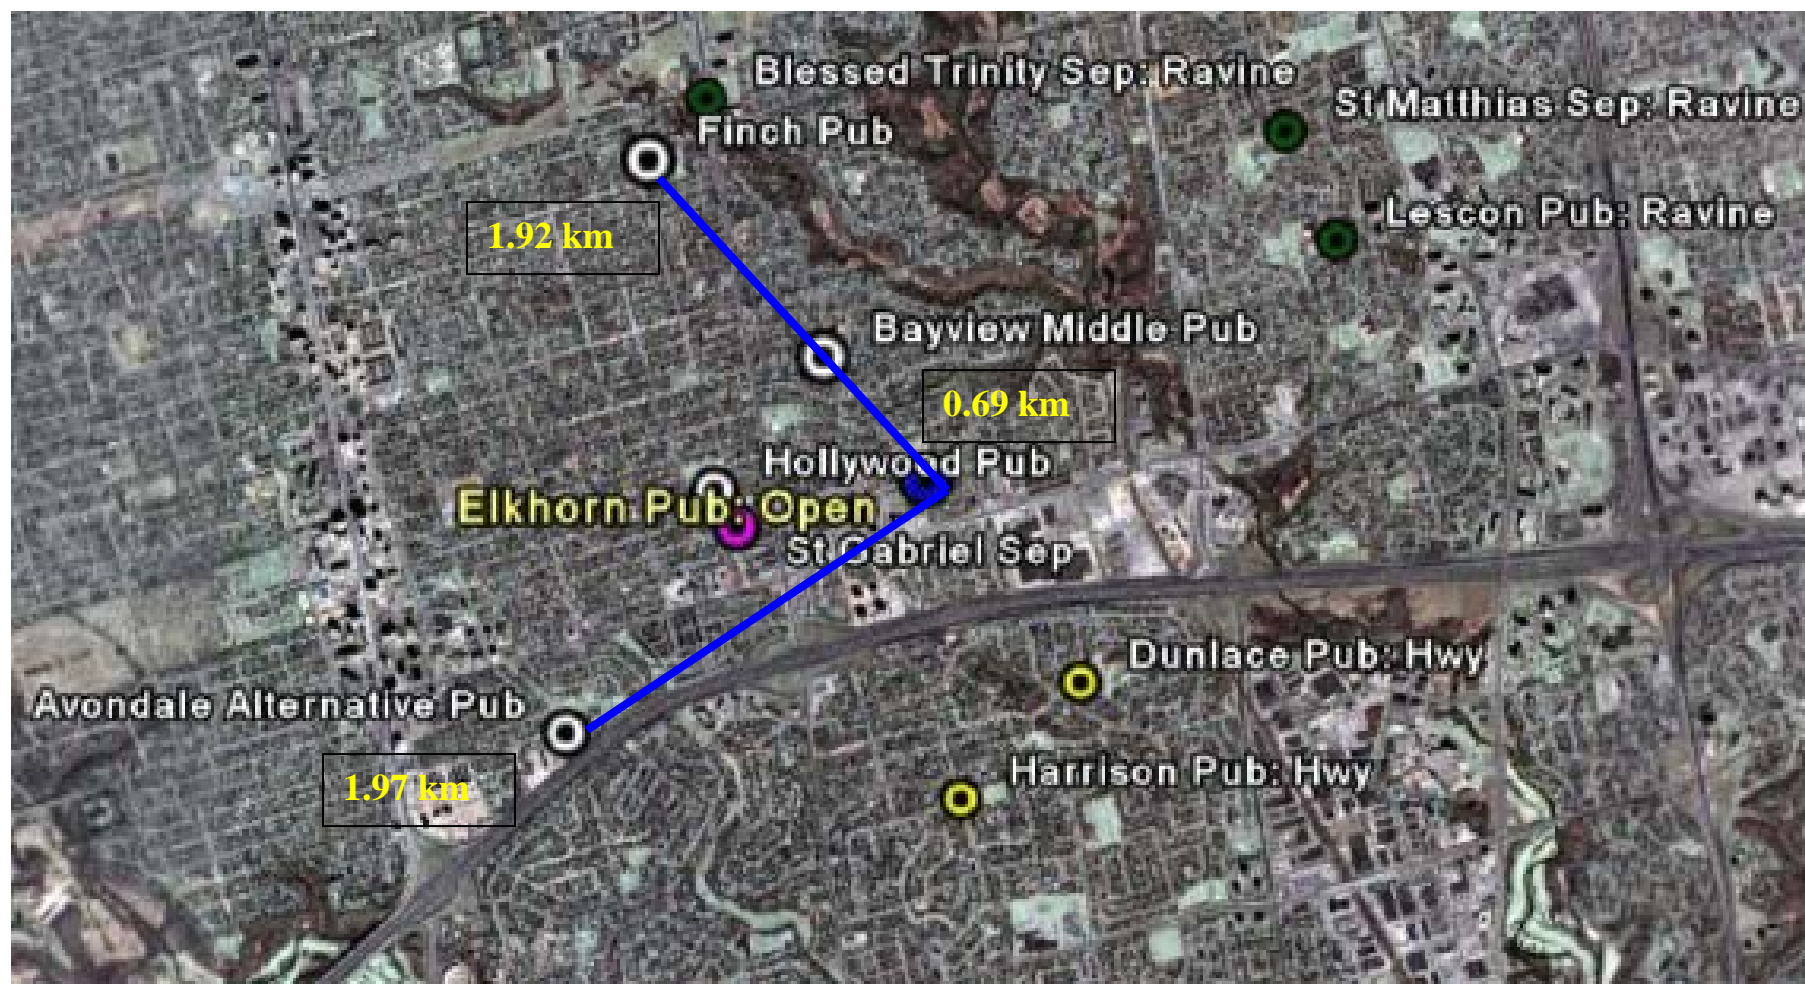 Blessed Trinity Sep: Ravine
St Matthias Sep: Ravine
Finch Pub
Lescon Pub: Ravine
1.92 km
Bayview Middle Pub
0.69 km
Hollywood Pub
Elkhorn Pub: Open
St Gabriel Sep
Dunlace Pub: Hwy
Avondale Alternative Pub
Harrison Pub: Hwy
1.97 km